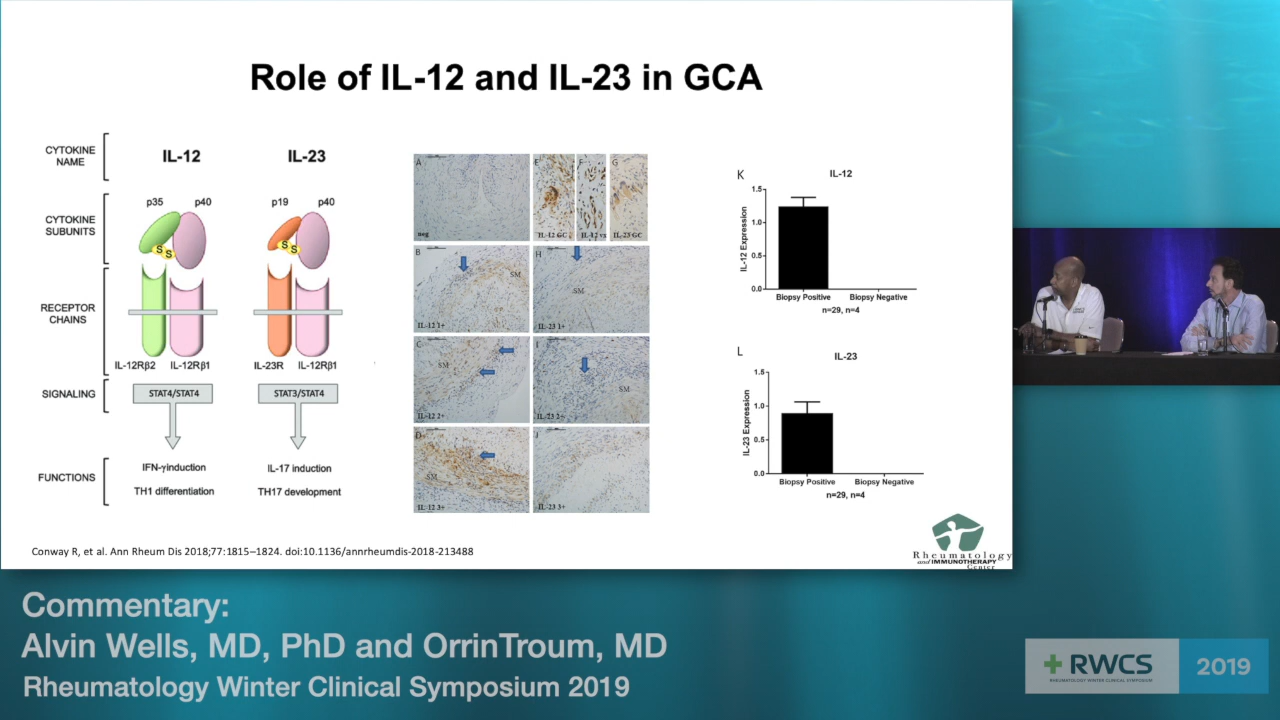 Role of IL-12 and IL-23 in GCA
CYTOKINE
NAME
IL-12
IL-23
CYTOKINE
SUBUNITS
p35
p40
p19
p40
S
S
S
S
RECEPTOR
CHAINS
IL-12Rβ2
IL-12Rβ1
IL-23R
IL-12Rβ1
SIGNALING
STAT4/STAT4
STAT3/STAT4
FUNCTIONS
IFN-γinduction
IL-17 induction
TH1 differentiation
TH17 development
A
neg
E
IL-12 GC
F
IL-12 vs
G
IL-23 GC
B
SM
IL-12 1+
H
SM
IL-23 1+
C
SM
IL-12 2+
I
SM
IL-23 2+
D
SM
IL-12 3+
J
IL-23 3+
K
IL-12
IL-12 Expression
1.5
1.0
0.5
0.0
Biopsy Positive
Biopsy Negative
n=29, n=4
L
IL-23
IL-23 Expression
1.5
1.0
0.5
0.0
Biopsy Positive
Biopsy Negative
n=29, n=4
Conway R, et al. Ann Rheum Dis 2018;77:1815–1824. doi:10.1136/annrheumdis-2018-213488
Rheumatology
and IMMUNOTHERAPY
Center
Commentary:
Alvin Wells, MD, PhD and OrrinTroum, MD
Rheumatology Winter Clinical Symposium 2019
RWCS
RHEUMATOLOGY WINTER CLINICAL SYMPOSIUM
2019